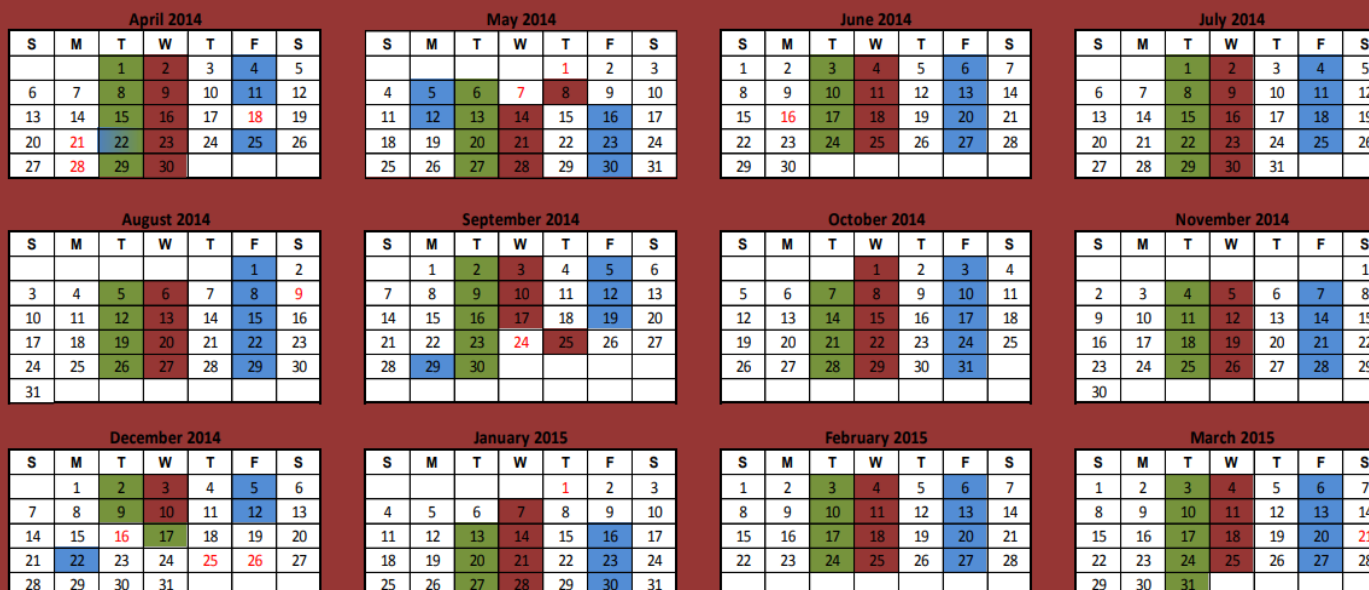 April 2014
S M T W T F S
1 2 3 4 5
6 7 8 9 10 11 12
13 14 15 16 17 18 19
20 21 22 23 24 25 26
27 28 29 30
May 2014
S M T W T F S
1 2 3
4 5 6 7 8 9 10
11 12 13 14 15 16 17
18 19 20 21 22 23 24
25 26 27 28 29 30 31
June 2014
S M T W T F S
1 2 3 4 5 6 7
8 9 10 11 12 13 14
15 16 17 18 19 20 21
22 23 24 25 26 27 28
29 30
July 2014
S M T W T F S
1 2 3 4 5
6 7 8 9 10 11 12
13 14 15 16 17 18 19
20 21 22 23 24 25 26
27 28 29 30 31
August 2014
S M T W T F S
1 2
3 4 5 6 7 8 9
10 11 12 13 14 15 16
17 18 19 20 21 22 23
24 25 26 27 28 29 30
31
September 2014
S M T W T F S
1 2 3 4 5 6
7 8 9 10 11 12 13
14 15 16 17 18 19 20
21 22 23 24 25 26 27
28 29 30
October 2014
S M T W T F S
1 2 3 4
5 6 7 8 9 10 11
12 13 14 15 16 17 18
19 20 21 22 23 24 25
26 27 28 29 30 31
November 2014
S M T W T F S
1
2 3 4 5 6 7 8
9 10 11 12 13 14 15
16 17 18 19 20 21 22
23 24 25 26 27 28 29
30
December 2014
S M T W T F S
1 2 3 4 5 6
7 8 9 10 11 12 13
14 15 16 17 18 19 20
21 22 23 24 25 26 27
28 29 30 31
January 2015
S M T W T F S
1 2 3
4 5 6 7 8 9 10
11 12 13 14 15 16 17
18 19 20 21 22 23 24
25 26 27 28 29 30 31
February 2015
S M T W T F S
1 2 3 4 5 6 7
8 9 10 11 12 13 14
15 16 17 18 19 20 21
22 23 24 25 26 27 28
March 2015
S M T W T F S
1 2 3 4 5 6 7
8 9 10 11 12 13 14
15 16 17 18 19 20 21
22 23 24 25 26 27 28
29 30 31